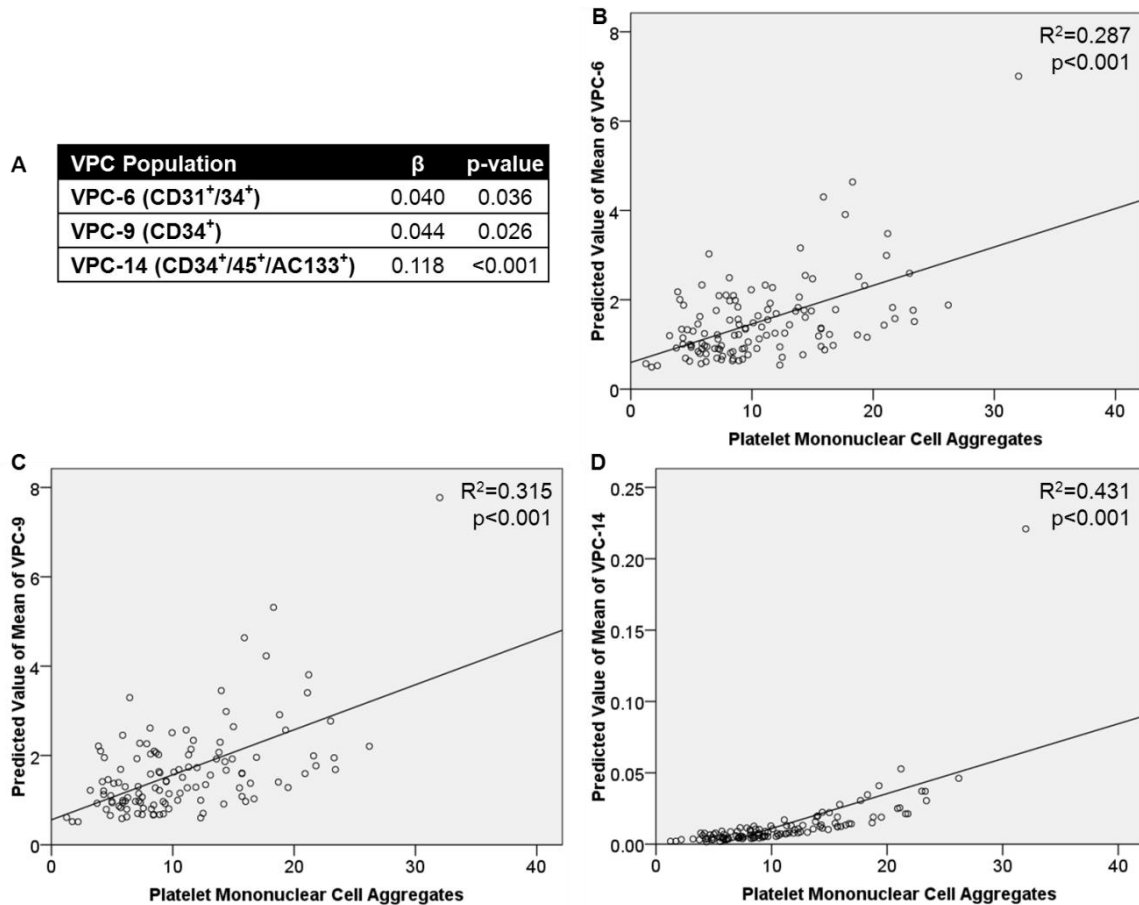 A
VPC Population β p-value
VPC-6 (CD31⁺/34⁺) 0.040 0.036
VPC-9 (CD34⁺) 0.044 0.026
VPC-14 (CD34⁺/45⁺/AC133⁺) 0.118 <0.001
B
R²=0.287
p<0.001
Predicted Value of Mean of VPC-6
8
6
4
2
0
0 10 20 30 40
Platelet Mononuclear Cell Aggregates
C
R²=0.315
p<0.001
Predicted Value of Mean of VPC-9
8
6
4
2
0
0 10 20 30 40
Platelet Mononuclear Cell Aggregates
D
R²=0.431
p<0.001
Predicted Value of Mean of VPC-14
0.25
0.20
0.15
0.10
0.05
0.00
0 10 20 30 40
Platelet Mononuclear Cell Aggregates